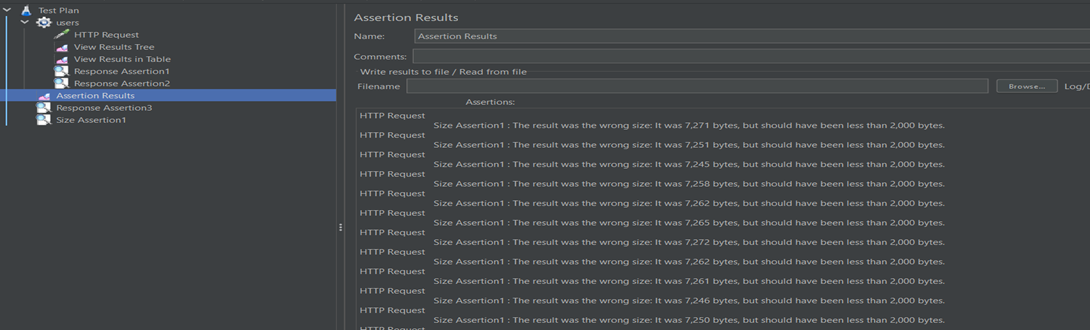 Test Plan
users
HTTP Request
View Results Tree
View Results in Table
Response Assertion1
Response Assertion2
Assertion Results
Response Assertion3
Size Assertion1
Assertion Results
Name: Assertion Results
Comments:
Write results to file / Read from file
Filename Browse... Log/D
Assertions:
HTTP Request
Size Assertion1 : The result was the wrong size: It was 7,271 bytes, but should have been less than 2,000 bytes.
HTTP Request
Size Assertion1 : The result was the wrong size: It was 7,251 bytes, but should have been less than 2,000 bytes.
HTTP Request
Size Assertion1 : The result was the wrong size: It was 7,245 bytes, but should have been less than 2,000 bytes.
HTTP Request
Size Assertion1 : The result was the wrong size: It was 7,258 bytes, but should have been less than 2,000 bytes.
HTTP Request
Size Assertion1 : The result was the wrong size: It was 7,262 bytes, but should have been less than 2,000 bytes.
HTTP Request
Size Assertion1 : The result was the wrong size: It was 7,265 bytes, but should have been less than 2,000 bytes.
HTTP Request
Size Assertion1 : The result was the wrong size: It was 7,272 bytes, but should have been less than 2,000 bytes.
HTTP Request
Size Assertion1 : The result was the wrong size: It was 7,262 bytes, but should have been less than 2,000 bytes.
HTTP Request
Size Assertion1 : The result was the wrong size: It was 7,261 bytes, but should have been less than 2,000 bytes.
HTTP Request
Size Assertion1 : The result was the wrong size: It was 7,246 bytes, but should have been less than 2,000 bytes.
HTTP Request
Size Assertion1 : The result was the wrong size: It was 7,250 bytes, but should have been less than 2,000 bytes.
HTTP Request